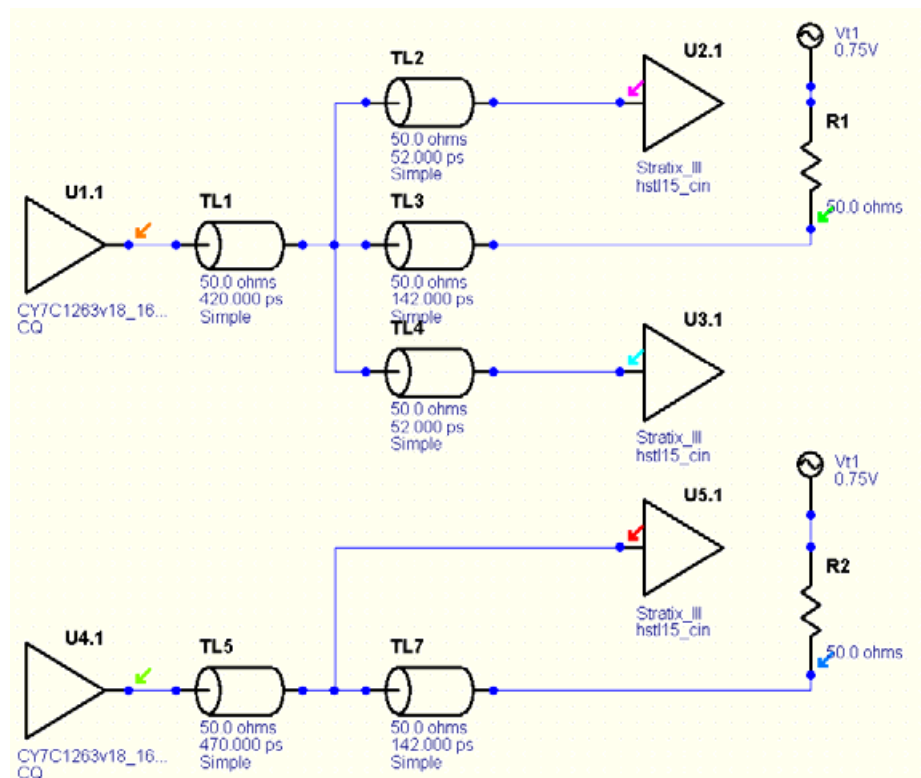 Vt1
0.75V
TL2
U2.1
R1
50.0 ohms
52.000 ps
Simple
Stratix_III
hstl15_cin
U1.1
TL1
TL3
50.0 ohms
CY7C1263v18_16...
CQ
50.0 ohms
420.000 ps
Simple
50.0 ohms
142.000 ps
Simple
TL4
U3.1
50.0 ohms
52.000 ps
Simple
Stratix_III
hstl15_cin
Vt1
0.75V
U5.1
R2
Stratix_III
hstl15_cin
U4.1
TL5
TL7
50.0 ohms
CY7C1263v18_16...
CQ
50.0 ohms
470.000 ps
Simple
50.0 ohms
142.000 ps
Simple